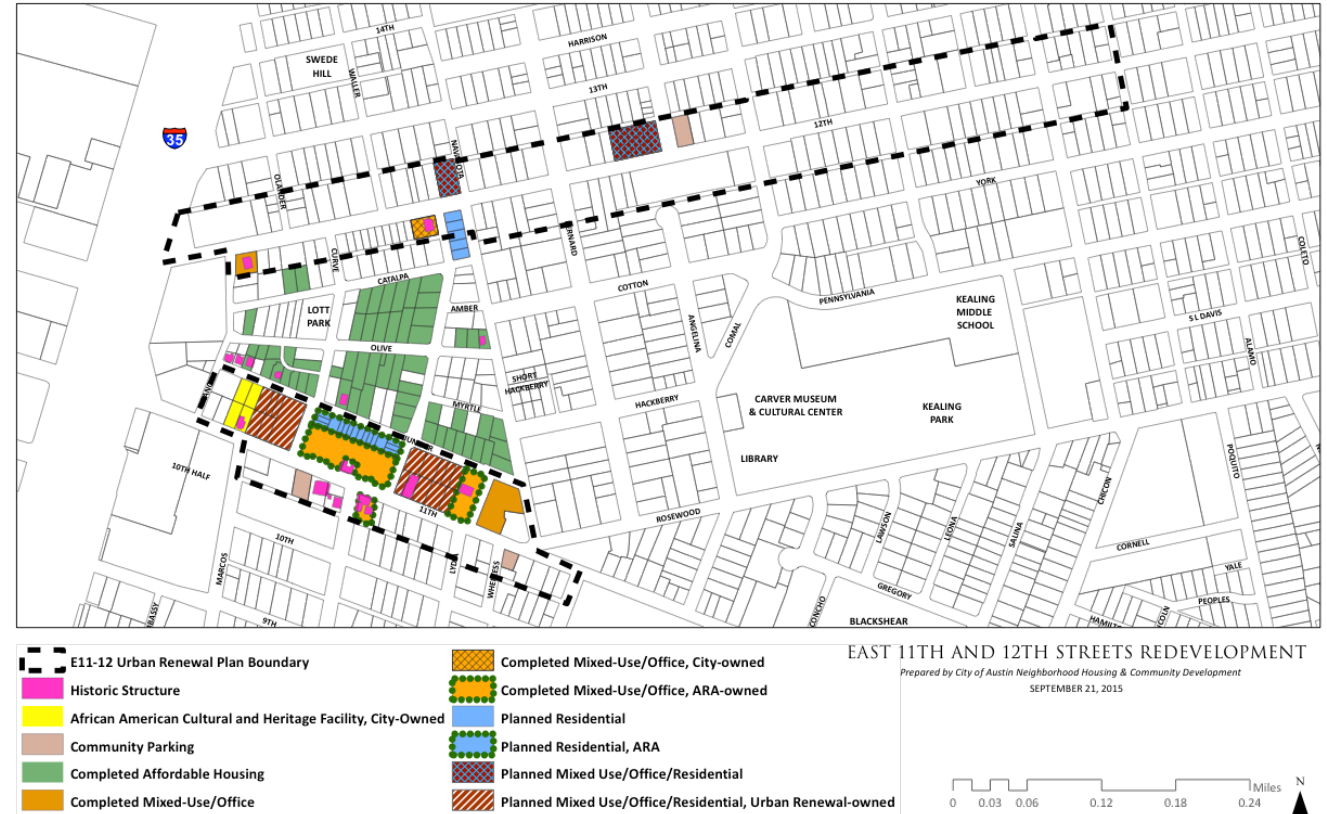 14TH
HARRISON
SWEDE
HILL
WALLER
13TH
12TH
35
OLANDER
YORK
CURVE
CATALPA
COTTON
COLETO
LOTT
PARK
AMBER
PENNSYLVANIA
KEALING
MIDDLE
SCHOOL
S L DAVIS
ANGELINA
COMAL
OLIVE
ALAMO
SHORT
HACKBERRY
MYRTLE
HACKBERRY
CARVER MUSEUM
& CULTURAL CENTER
KEALING
PARK
LIBRARY
10TH HALF
POQUITO
CHICON
11TH
ROSEWOOD
LAWSON
LEONA
SALINA
10TH
CORNELL
MARCOS
LYDIA
YALE
GREGORY
PEOPLES
9TH
CONCHO
BLACKSHEAR
E11-12 Urban Renewal Plan Boundary
Historic Structure
African American Cultural and Heritage Facility, City-Owned
Community Parking
Completed Affordable Housing
Completed Mixed-Use/Office
Completed Mixed-Use/Office, City-owned
Completed Mixed-Use/Office, ARA-owned
Planned Residential
Planned Residential, ARA
Planned Mixed Use/Office/Residential
Planned Mixed Use/Office/Residential, Urban Renewal-owned
EAST 11TH AND 12TH STREETS REDEVELOPMENT
Prepared by City of Austin Neighborhood Housing & Community Development
SEPTEMBER 21, 2015
Miles
0 0.03 0.06 0.12 0.18 0.24
N